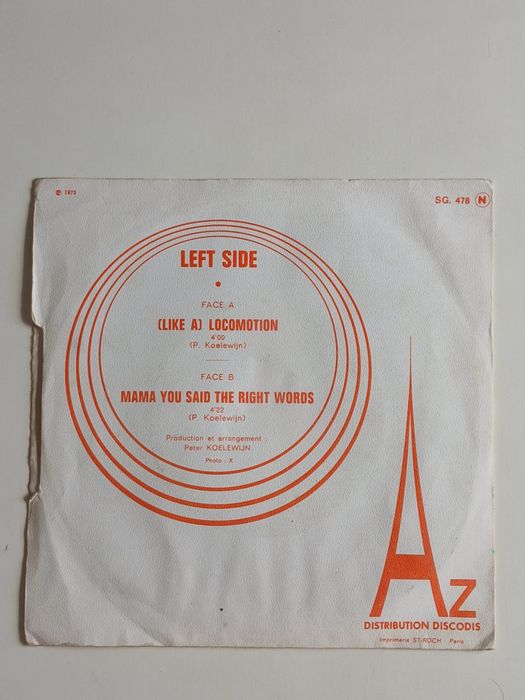 ℗ 1973
SG. 478 N
LEFT SIDE
FACE A
(LIKE A) LOCOMOTION
4'00
(P. Koelewijn)
FACE B
MAMA YOU SAID THE RIGHT WORDS
4'22
(P. Koelewijn)
Production et arrangement :
Peter KOELEWIJN
Photo : X
AZ
DISTRIBUTION DISCODIS
Imprimerie ST-ROCH Paris